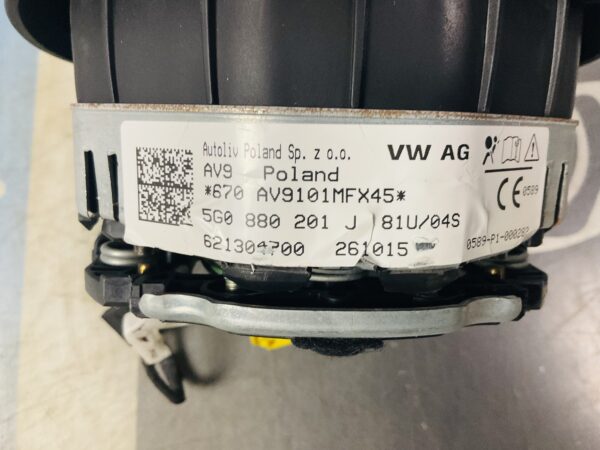 Autoliv Poland Sp. z o.o. VW AG
AV9 Poland
*670 AV9101MFX45* CE 0589
5G0 880 201 J 81U/04S
621304700 261015 0589-P1-000282